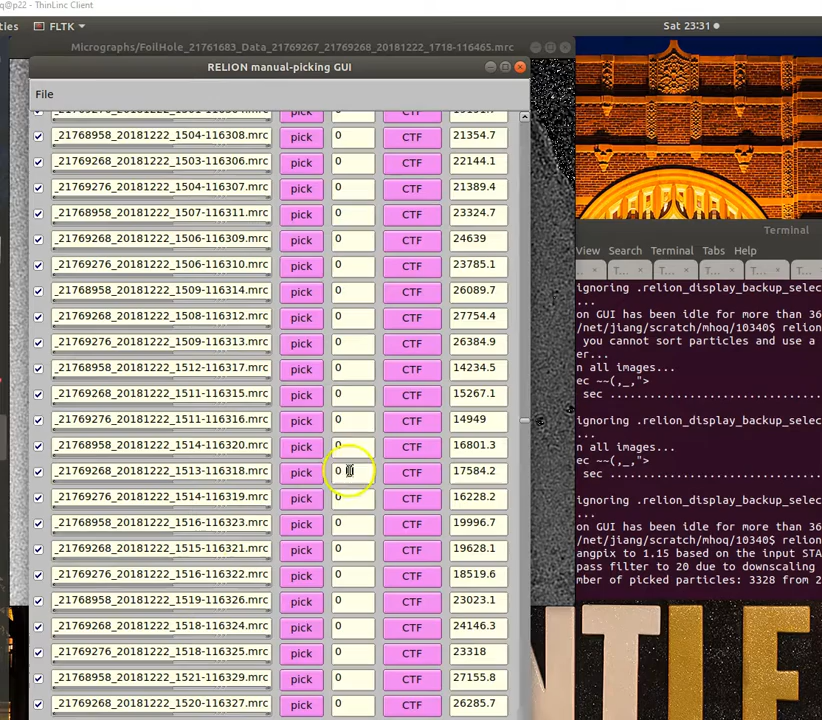 q@p22 - ThinLinc Client
ties FLTK Sat 23:31
Micrographs/FoilHole_21761683_Data_21769267_21769268_20181222_1718-116465.mrc
RELION manual-picking GUI
File
_21768958_20181222_1504-116308.mrc pick 0 CTF 21354.7
_21769268_20181222_1503-116306.mrc pick 0 CTF 22144.1
_21769276_20181222_1504-116307.mrc pick 0 CTF 21389.4
_21768958_20181222_1507-116311.mrc pick 0 CTF 23324.7
_21769268_20181222_1506-116309.mrc pick 0 CTF 24639
_21769276_20181222_1506-116310.mrc pick 0 CTF 23785.1
_21768958_20181222_1509-116314.mrc pick 0 CTF 26089.7
_21769268_20181222_1508-116312.mrc pick 0 CTF 27754.4
_21769276_20181222_1509-116313.mrc pick 0 CTF 26384.9
_21768958_20181222_1512-116317.mrc pick 0 CTF 14234.5
_21769268_20181222_1511-116315.mrc pick 0 CTF 15267.1
_21769276_20181222_1511-116316.mrc pick 0 CTF 14949
_21768958_20181222_1514-116320.mrc pick 0 CTF 16801.3
_21769268_20181222_1513-116318.mrc pick 0 CTF 17584.2
_21769276_20181222_1514-116319.mrc pick 0 CTF 16228.2
_21768958_20181222_1516-116323.mrc pick 0 CTF 19996.7
_21769268_20181222_1515-116321.mrc pick 0 CTF 19628.1
_21769276_20181222_1516-116322.mrc pick 0 CTF 18519.6
_21768958_20181222_1519-116326.mrc pick 0 CTF 23023.1
_21769268_20181222_1518-116324.mrc pick 0 CTF 24146.3
_21769276_20181222_1518-116325.mrc pick 0 CTF 23318
_21768958_20181222_1521-116329.mrc pick 0 CTF 27155.8
_21769268_20181222_1520-116327.mrc pick 0 CTF 26285.7
Terminal
View Search Terminal Tabs Help
T... T... T... T... T...
ignoring .relion_display_backup_selec
...
on GUI has been idle for more than 36
/net/jiang/scratch/mhoq/10340$ relion
you cannot sort particles and use a
er...
n all images...
ec ~~(,_,">
sec ..............................
ignoring .relion_display_backup_selec
...
n all images...
ec ~~(,_,">
sec ..............................
ignoring .relion_display_backup_selec
...
on GUI has been idle for more than 36
/net/jiang/scratch/mhoq/10340$ relion
angpix to 1.15 based on the input STA
pass filter to 20 due to downscaling
mber of picked particles: 3328 from 2
NTIF